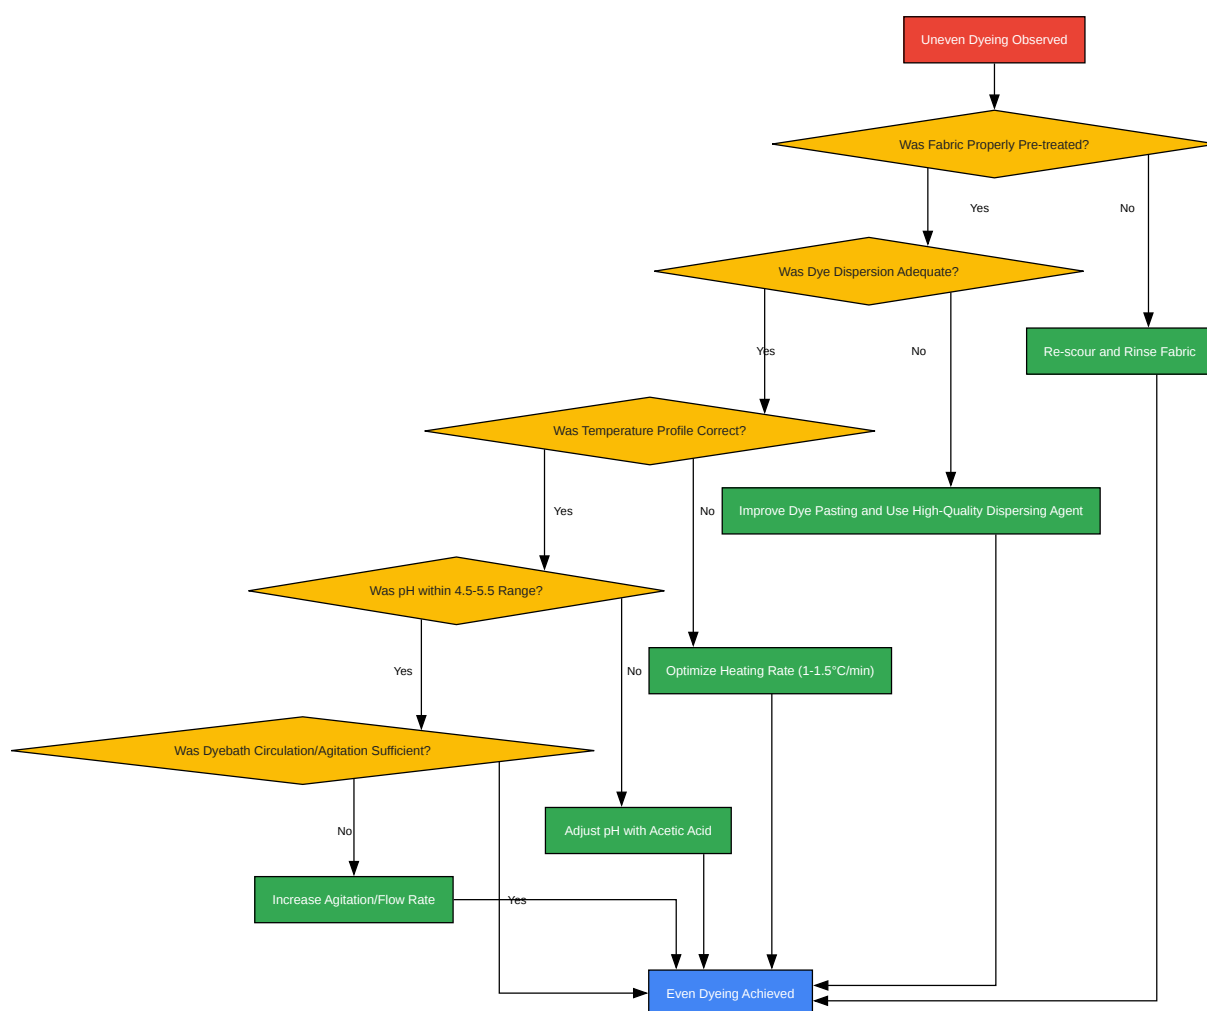 Uneven Dyeing Observed
Was Fabric Properly Pre-treated?
Yes
No
Was Dye Dispersion Adequate?
Yes
No
Re-scour and Rinse Fabric
Was Temperature Profile Correct?
Yes
No
Improve Dye Pasting and Use High-Quality Dispersing Agent
Was pH within 4.5-5.5 Range?
Yes
No
Optimize Heating Rate (1-1.5°C/min)
Was Dyebath Circulation/Agitation Sufficient?
No
Adjust pH with Acetic Acid
Increase Agitation/Flow Rate
Yes
Even Dyeing Achieved